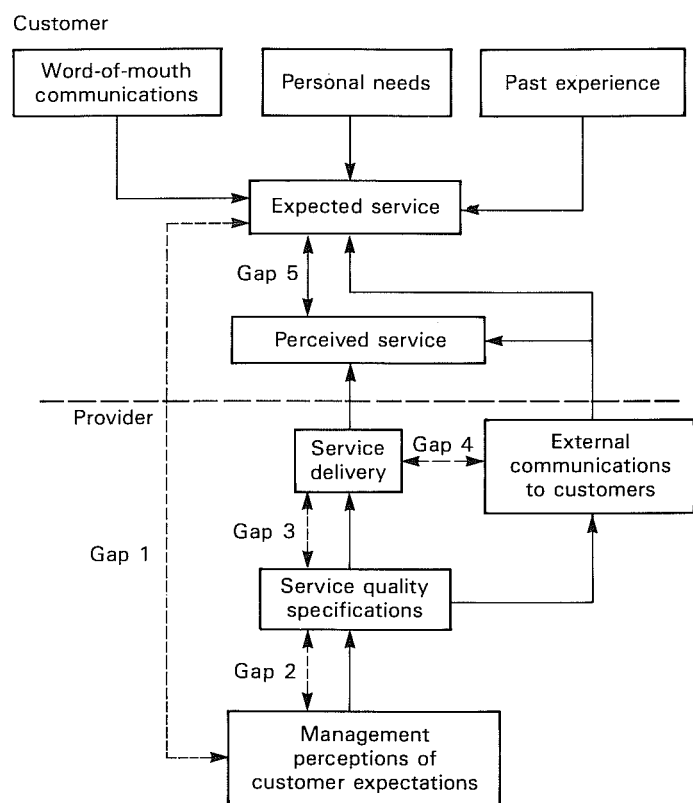 Customer
Word-of-mouth
communications
Personal needs
Past experience
Expected service
Gap 5
Perceived service
Provider
Service
delivery
Gap 4
External
communications
to customers
Gap 3
Gap 1
Service quality
specifications
Gap 2
Management
perceptions of
customer expectations